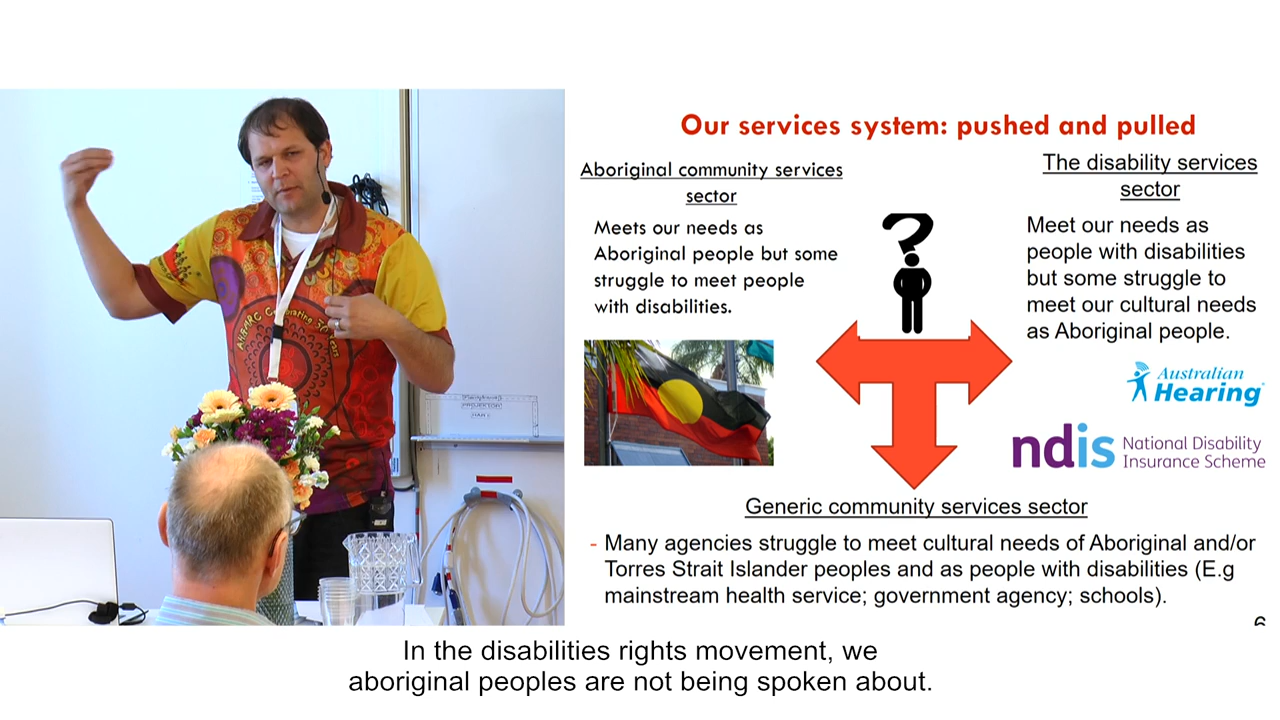 Our services system: pushed and pulled
Aboriginal community services
sector
Meets our needs as
Aboriginal people but some
struggle to meet people
with disabilities.
The disability services
sector
Meet our needs as
people with disabilities
but some struggle to
meet our cultural needs
as Aboriginal people.
Australian
Hearing
ndis National Disability
Insurance Scheme
Generic community services sector
- Many agencies struggle to meet cultural needs of Aboriginal and/or
Torres Strait Islander peoples and as people with disabilities (E.g
mainstream health service; government agency; schools).
In the disabilities rights movement, we
aboriginal peoples are not being spoken about.